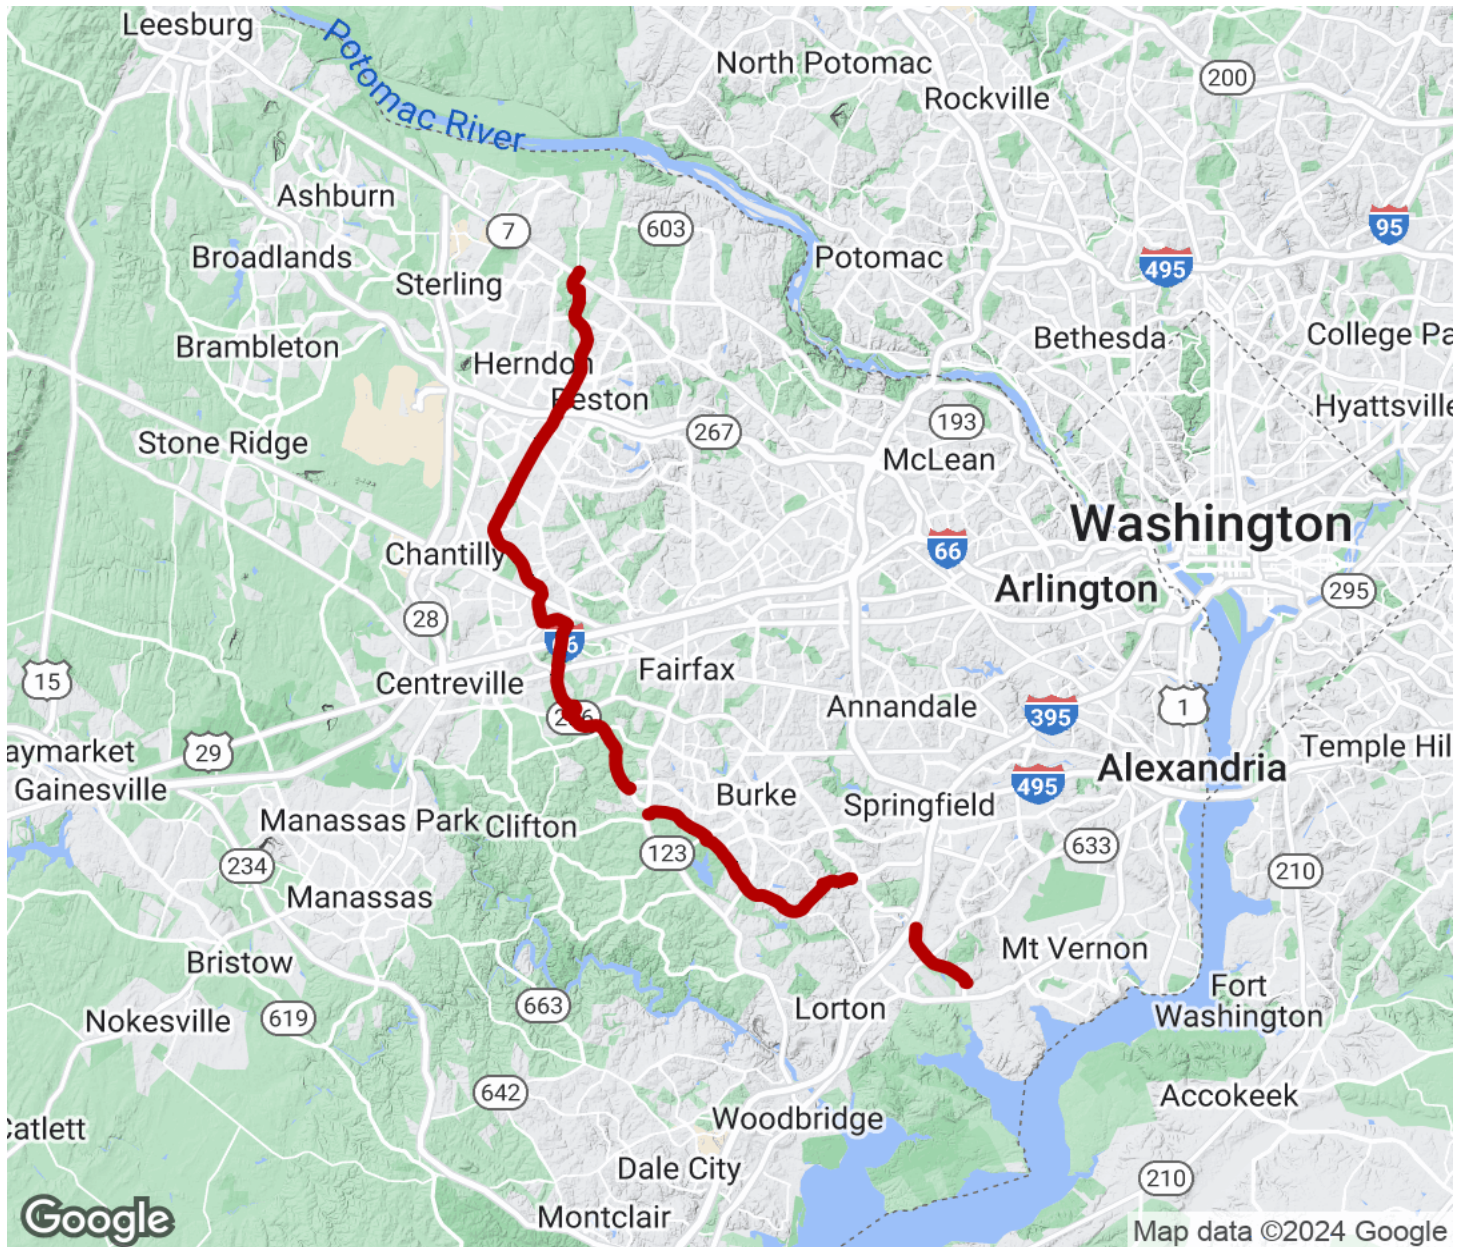 Leesburg
Potomac River
North Potomac
Rockville
200
Ashburn
7
603
95
Broadlands
Sterling
Potomac
495
Brambleton
Herndon
Bethesda
College Pa
Reston
Hyattsville
193
267
Stone Ridge
McLean
Washington
66
Chantilly
Arlington
295
28
66
15
Centreville
Fairfax
Annandale
395
1
29
aymarket
Temple Hil
Gainesville
Burke
Springfield
495
Alexandria
Manassas Park
Clifton
123
633
234
210
Manassas
Mt Vernon
Bristow
Fort
Washington
663
Lorton
Nokesville
619
642
Accokeek
Catlett
Woodbridge
Dale City
210
Montclair
Google
Map data ©2024 Google